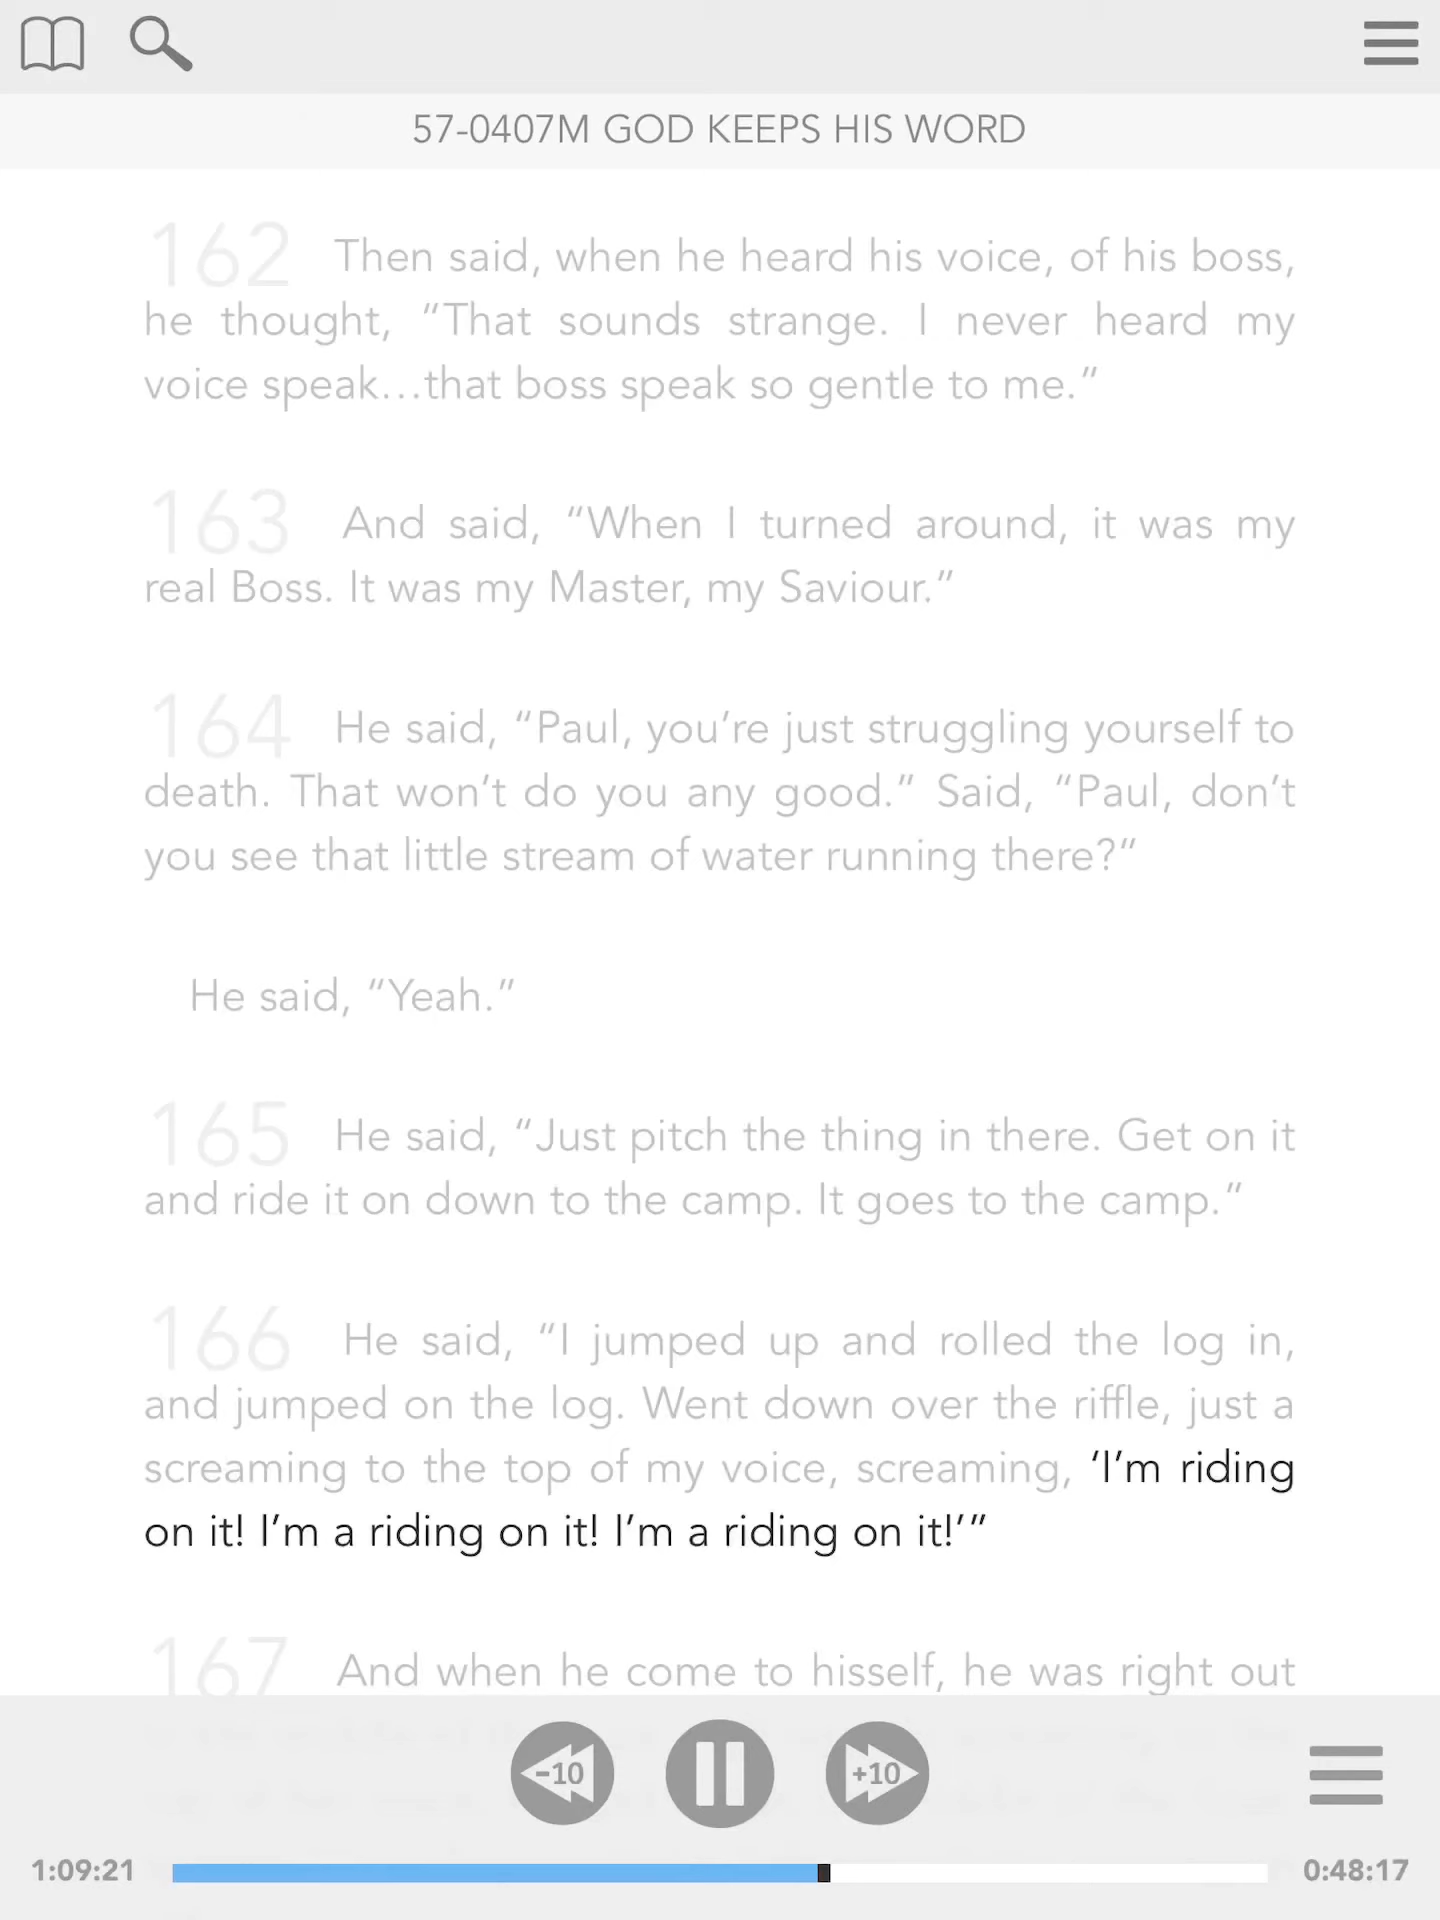 57-0407M GOD KEEPS HIS WORD
162 Then said, when he heard his voice, of his boss,
he thought, “That sounds strange. I never heard my
voice speak…that boss speak so gentle to me.”
163 And said, “When I turned around, it was my
real Boss. It was my Master, my Saviour.”
164 He said, “Paul, you’re just struggling yourself to
death. That won’t do you any good.” Said, “Paul, don’t
you see that little stream of water running there?”
He said, “Yeah.”
165 He said, “Just pitch the thing in there. Get on it
and ride it on down to the camp. It goes to the camp.”
166 He said, “I jumped up and rolled the log in,
and jumped on the log. Went down over the riffle, just a
screaming to the top of my voice, screaming, ‘I’m riding
on it! I’m a riding on it! I’m a riding on it!’”
167 And when he come to hisself, he was right out
-10 +10
1:09:21 0:48:17